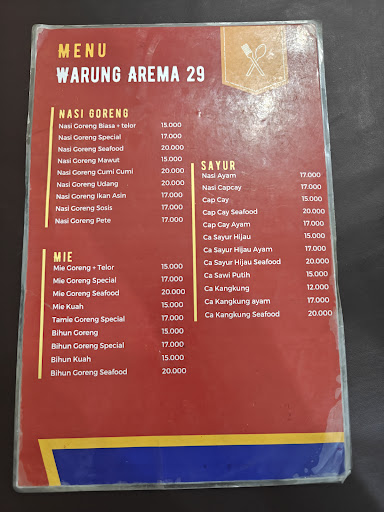 MENU
WARUNG AREMA 29
NASI GORENG
Nasi Goreng Biasa + telor 15.000
Nasi Goreng Special 17.000
Nasi Goreng Seafood 20.000
Nasi Goreng Mawut 15.000
Nasi Goreng Cumi Cumi 20.000
Nasi Goreng Udang 20.000
Nasi Goreng Ikan Asin 17.000
Nasi Goreng Sosis 17.000
Nasi Goreng Pete 17.000
MIE
Mie Goreng + Telor 15.000
Mie Goreng Special 17.000
Mie Goreng Seafood 20.000
Mie Kuah 15.000
Tamie Goreng Special 17.000
Bihun Goreng 15.000
Bihun Goreng Special 17.000
Bihun Kuah 15.000
Bihun Goreng Seafood 20.000
SAYUR
Nasi Ayam 17.000
Nasi Capcay 17.000
Cap Cay 15.000
Cap Cay Seafood 20.000
Cap Cay Ayam 17.000
Ca Sayur Hijau 15.000
Ca Sayur Hijau Ayam 17.000
Ca Sayur Hijau Seafood 20.000
Ca Sawi Putih 15.000
Ca Kangkung 12.000
Ca Kangkung ayam 17.000
Ca Kangkung Seafood 20.000